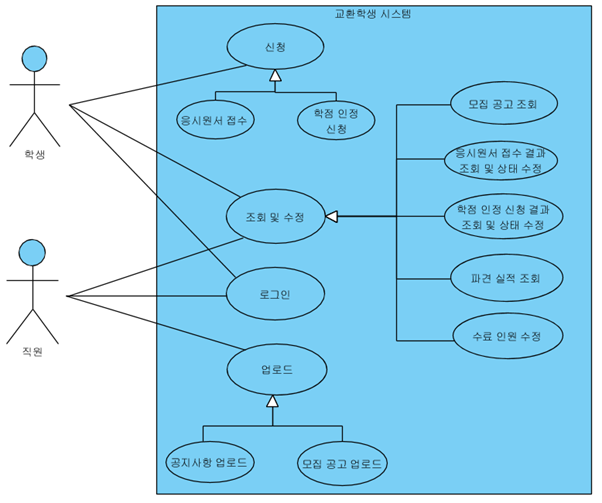 교환학생 시스템
신청
응시원서 접수
학점 인정
신청
모집 공고 조회
응시원서 접수 결과
조회 및 상태 수정
학점 인정 신청 결과
조회 및 상태 수정
조회 및 수정
파견 실적 조회
로그인
수료 인원 수정
업로드
공지사항 업로드
모집 공고 업로드
학생
직원